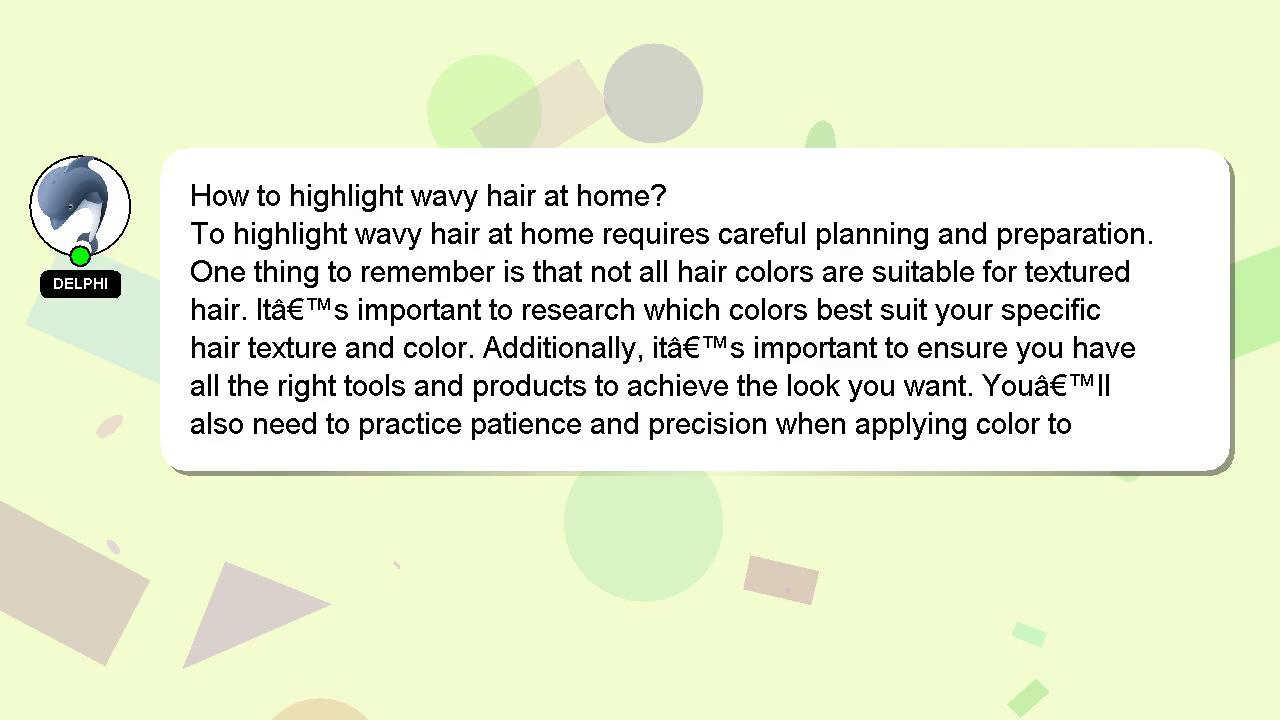 DELPHI
How to highlight wavy hair at home?
To highlight wavy hair at home requires careful planning and preparation.
One thing to remember is that not all hair colors are suitable for textured
hair. Itâ€™s important to research which colors best suit your specific
hair texture and color. Additionally, itâ€™s important to ensure you have
all the right tools and products to achieve the look you want. Youâ€™ll
also need to practice patience and precision when applying color to